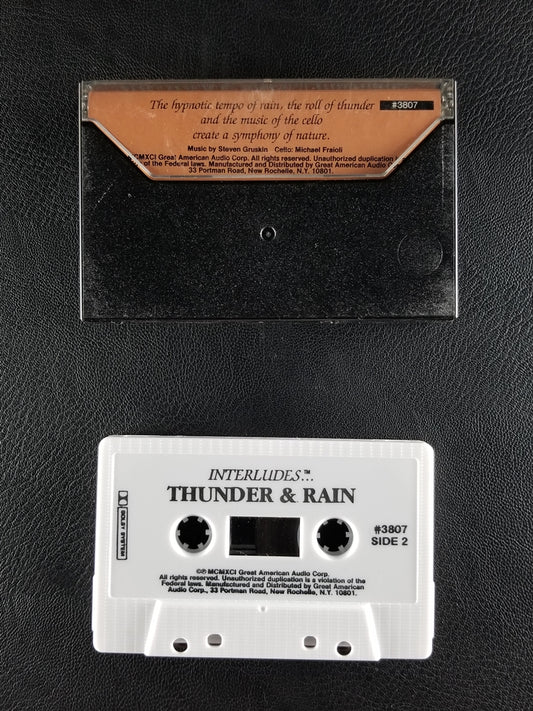 The hypnotic tempo of rain, the roll of thunder #3807
and the music of the cello
create a symphony of nature.
Music by Steven Gruskin Cello: Michael Fraioli
MCMXCI Great American Audio Corp. All rights reserved. Unauthorized duplication
of the Federal laws. Manufactured and Distributed by Great American Audio
33 Portman Road, New Rochelle, N.Y. 10801.
INTERLUDES...™
THUNDER & RAIN
DOLBY SYSTEM
#3807
SIDE 2
©℗ MCMXCI Great American Audio Corp.
All rights reserved. Unauthorized duplication is a violation of the
Federal laws. Manufactured and Distributed by Great American
Audio Corp., 33 Portman Road, New Rochelle, N.Y. 10801.